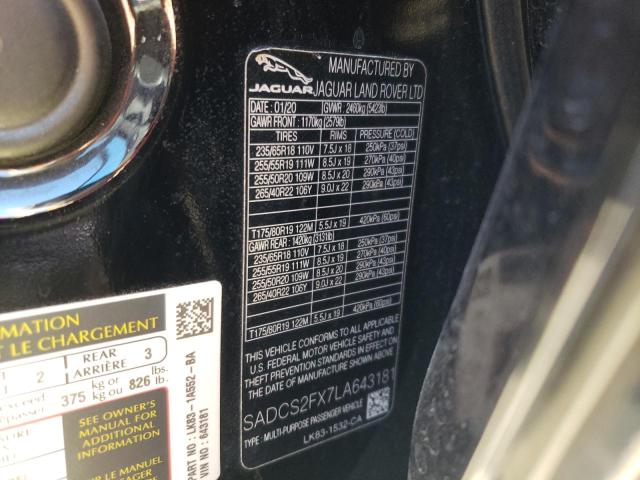 MANUFACTURED BY
JAGUAR JAGUAR LAND ROVER LTD
DATE : 01/20 GVWR : 2460kg (5423lb)
GAWR FRONT : 1170kg (2579lb)
TIRES RIMS PRESSURE (COLD)
235/65R18 110V 7.5J x 18 250kPa (37psi)
255/55R19 111W 8.5J x 19 270kPa (40psi)
255/50R20 109W 8.5J x 20 290kPa (43psi)
265/40R22 106Y 9.0J x 22 290kPa (43psi)
T175/80R19 122M 5.5J x 19 420kPa (60psi)
GAWR REAR : 1420kg (3131lb)
235/65R18 110V 7.5J x 18 250kPa (37psi)
255/55R19 111W 8.5J x 19 270kPa (40psi)
255/50R20 109W 8.5J x 20 290kPa (43psi)
265/40R22 106Y 9.0J x 22 290kPa (43psi)
T175/80R19 122M 5.5J x 19 420kPa (60psi)
THIS VEHICLE CONFORMS TO ALL APPLICABLE
U.S. FEDERAL MOTOR VEHICLE SAFETY AND
THEFT PREVENTION STANDARDS IN EFFECT
ON THE DATE OF MANUFACTURE SHOWN ABOVE.
SADCS2FX7LA643181
TYPE: MULTI-PURPOSE PASSENGER VEHICLE
LK83-1532-CA
LE CHARGEMENT
2 REAR ARRIÈRE 3
375 kg or kg ou 826 lbs. lb.
SEE OWNER'S
MANUAL FOR
VOIR LE MANUEL
PART NO : LK83-1A552-BA
VIN NO : 643181